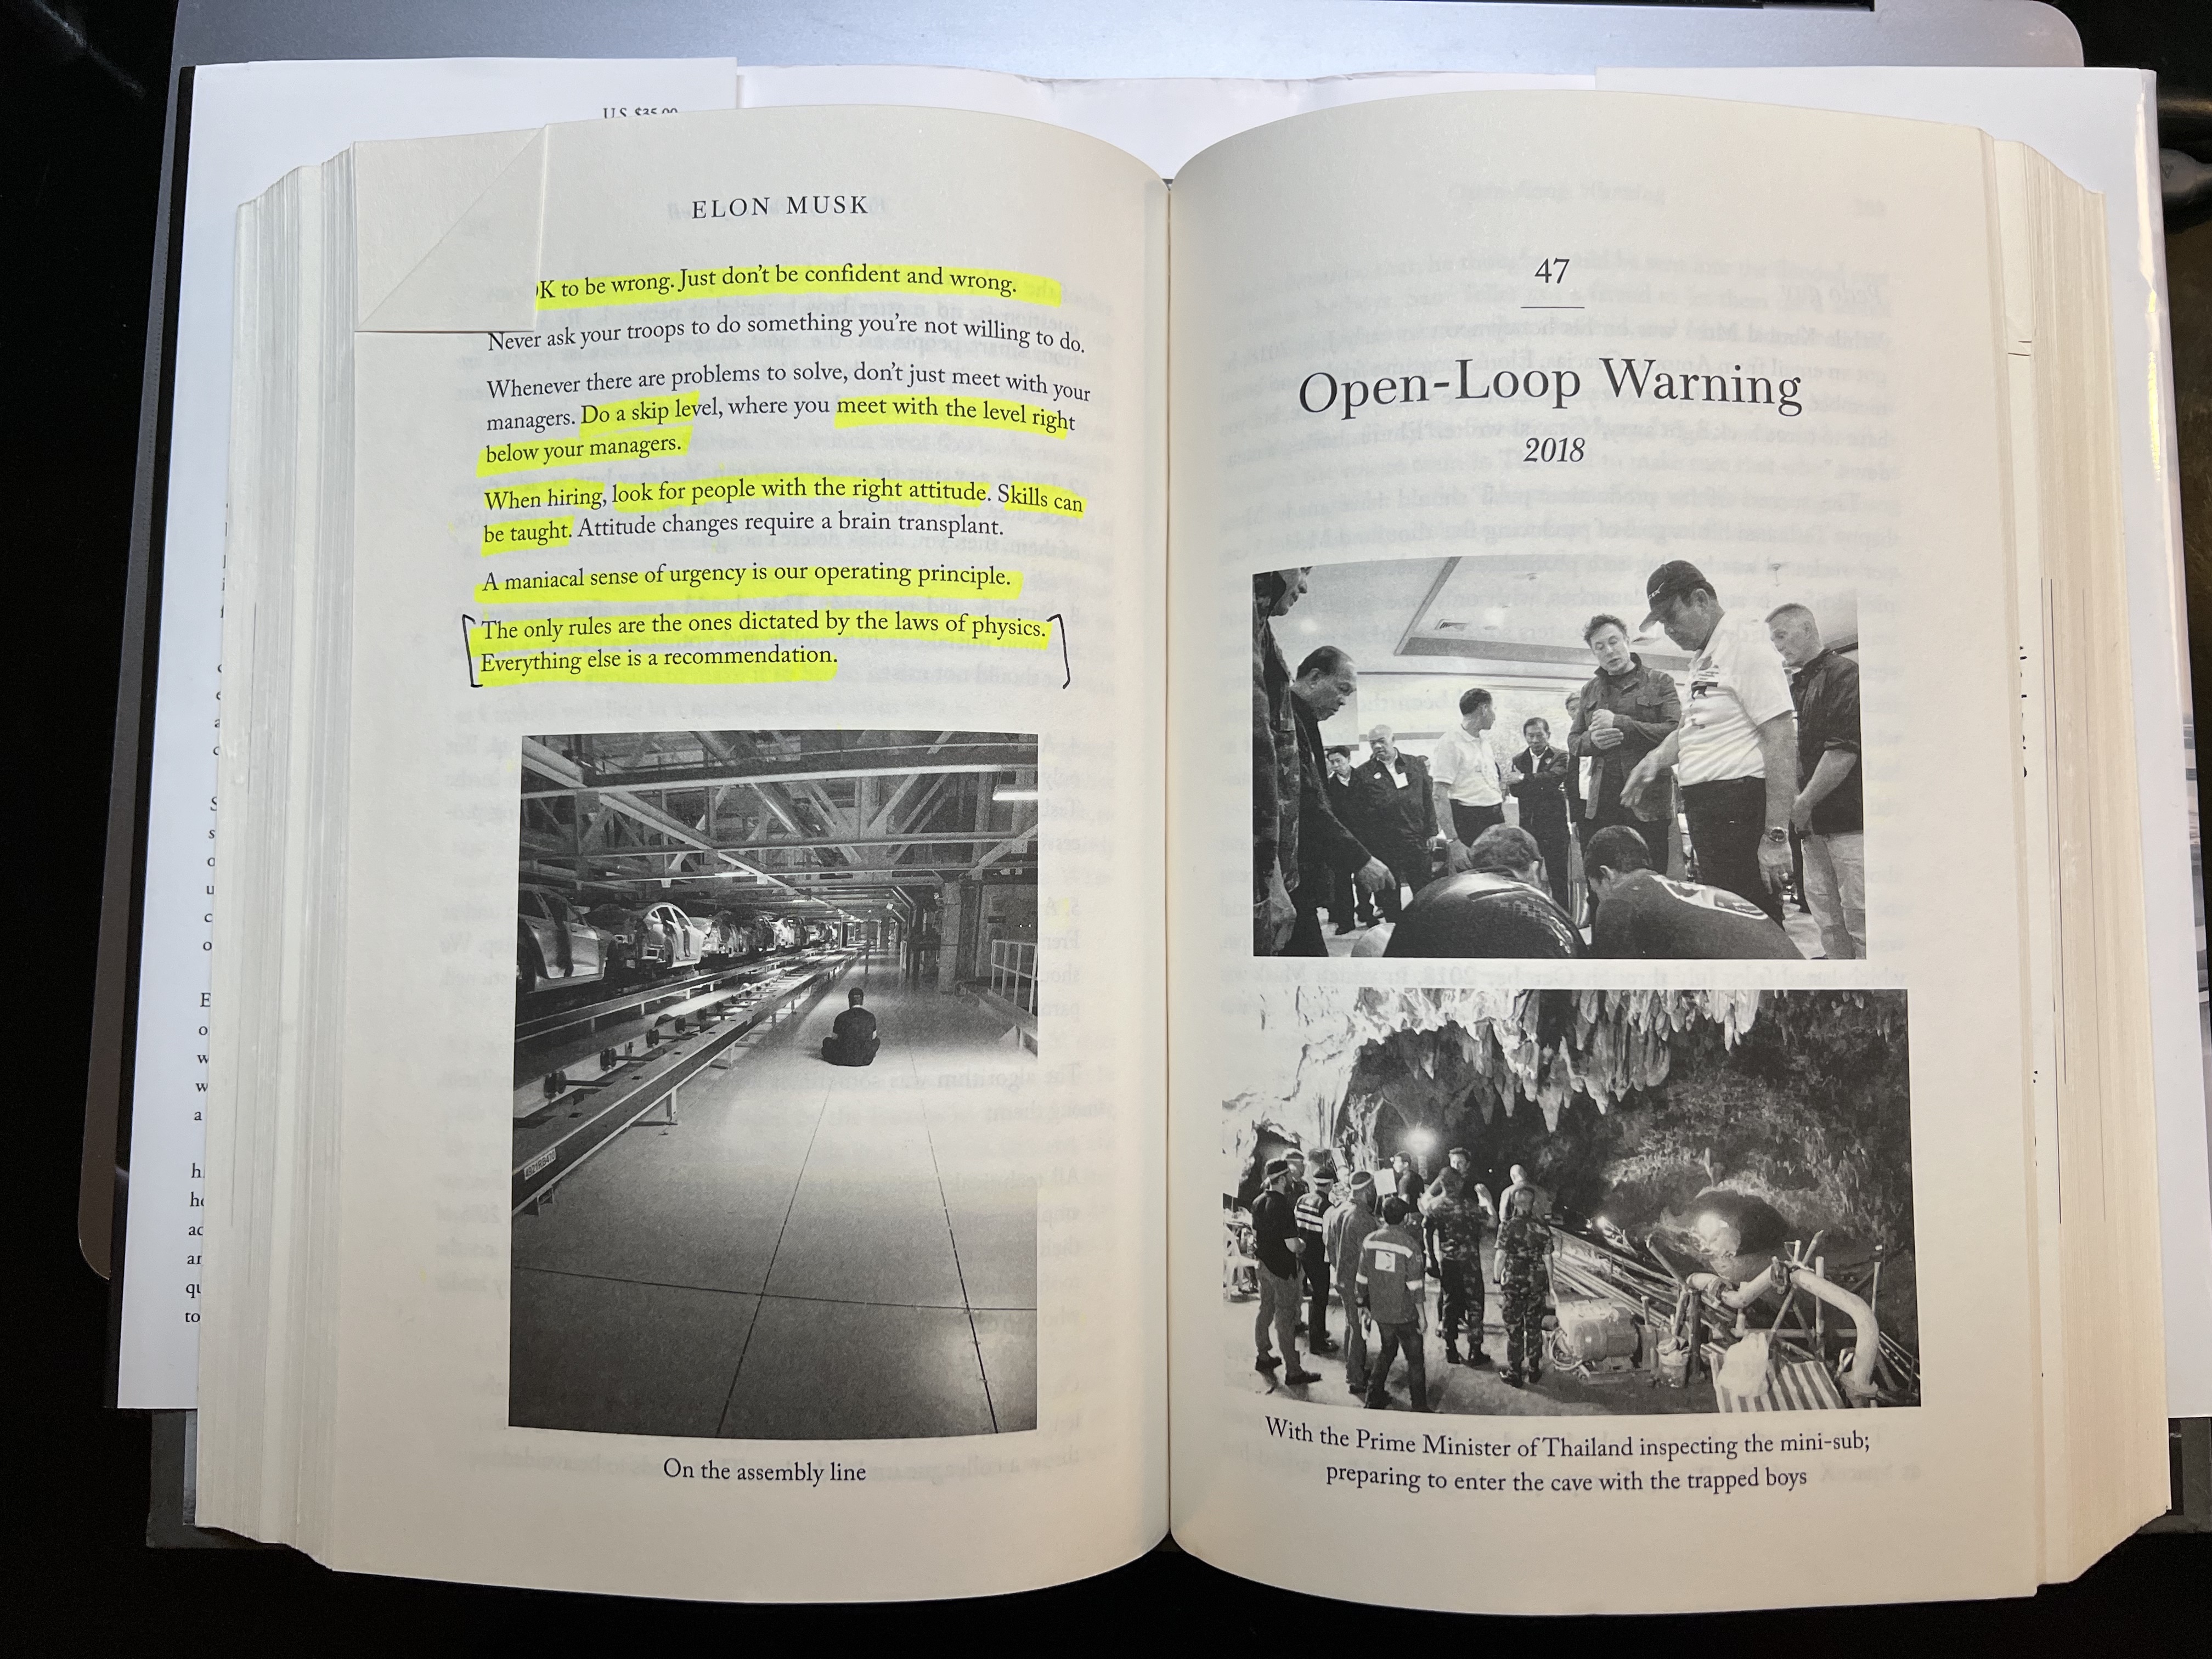 U.S. $35.00
ELON MUSK
K to be wrong. Just don't be confident and wrong.
Never ask your troops to do something you're not willing to do.
Whenever there are problems to solve, don't just meet with your
managers. Do a skip level, where you meet with the level right
below your managers.
When hiring, look for people with the right attitude. Skills can
be taught. Attitude changes require a brain transplant.
A maniacal sense of urgency is our operating principle.
The only rules are the ones dictated by the laws of physics.
Everything else is a recommendation.
On the assembly line
47
Open-Loop Warning
2018
With the Prime Minister of Thailand inspecting the mini-sub;
preparing to enter the cave with the trapped boys